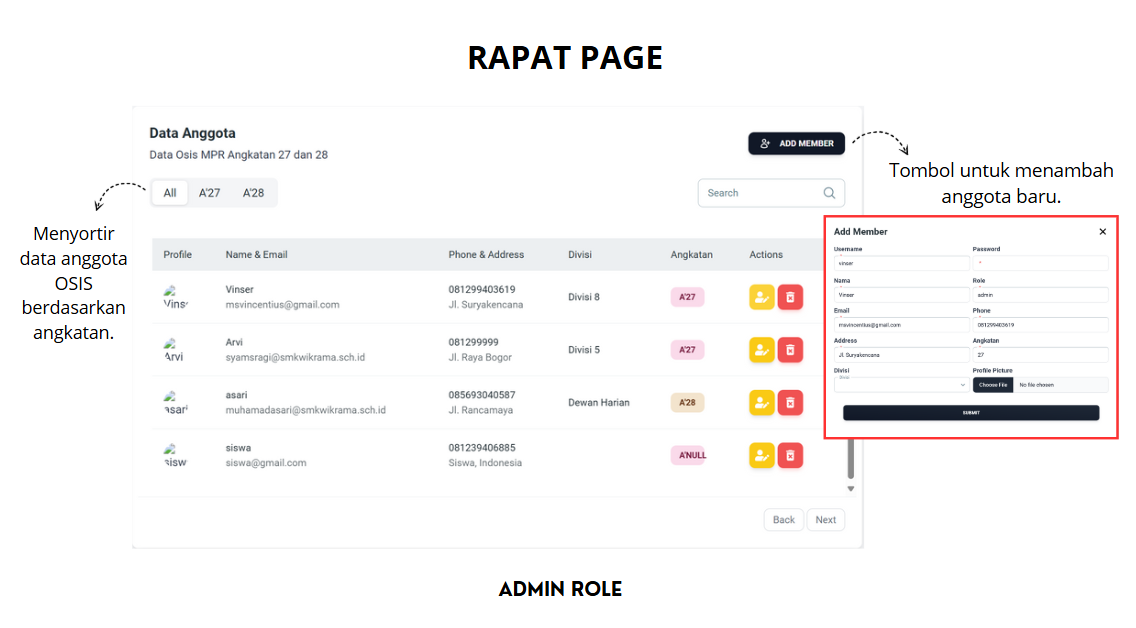 RAPAT PAGE
Data Anggota
Data Osis MPR Angkatan 27 dan 28
ADD MEMBER
All A'27 A'28
Search
Tombol untuk menambah
anggota baru.
Menyortir
data anggota
OSIS
berdasarkan
angkatan.
Profile Name & Email Phone & Address Divisi Angkatan Actions
Vins Vinser 081299403619 Divisi 8 A'27
msvincentius@gmail.com Jl. Suryakencana
Arvi Arvi 081299999 Divisi 5 A'27
syamsragi@smkwikrama.sch.id Jl. Raya Bogor
asari asari 085693040587 Dewan Harian A'28
muhamadasari@smkwikrama.sch.id Jl. Rancamaya
sisw siswa 081239406885 A'NULL
siswa@gmail.com Siswa, Indonesia
Back Next
Add Member
Username Password
vinser
Nama Role
Vinser admin
Email Phone
msvincentius@gmail.com 081299403619
Address Angkatan
Jl. Suryakencana 27
Divisi Profile Picture
Divisi Choose File No file chosen
SUBMIT
ADMIN ROLE